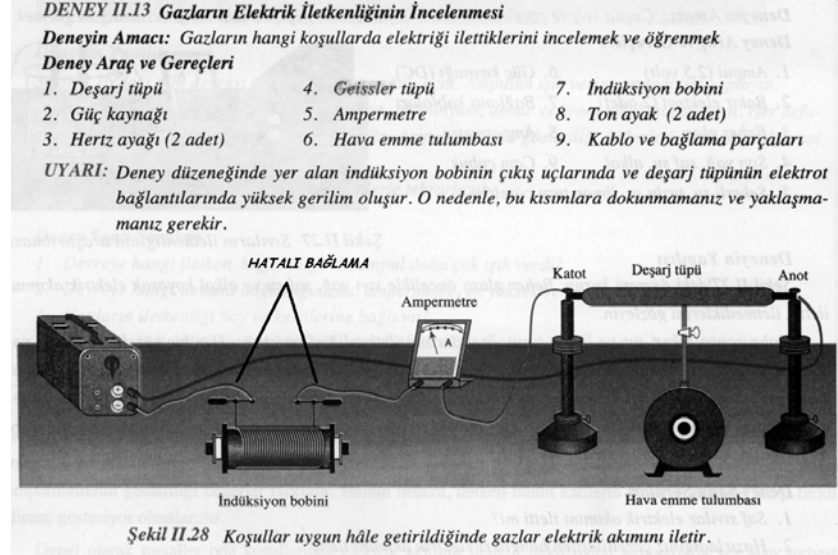 DENEY II.13 Gazların Elektrik İletkenliğinin İncelenmesi
Deneyin Amacı: Gazların hangi koşullarda elektriği ilettiklerini incelemek ve öğrenmek
Deney Araç ve Gereçleri
1. Deşarj tüpü
2. Güç kaynağı
3. Hertz ayağı (2 adet)
4. Geissler tüpü
5. Ampermetre
6. Hava emme tulumbası
7. İndüksiyon bobini
8. Ton ayak (2 adet)
9. Kablo ve bağlama parçaları
UYARI: Deney düzeneğinde yer alan indüksiyon bobinin çıkış uçlarında ve deşarj tüpünün elektrot
bağlantılarında yüksek gerilim oluşur. O nedenle, bu kısımlara dokunmamanız ve yaklaşma-
manız gerekir.
HATALI BAĞLAMA
Ampermetre
A
Katot
Deşarj tüpü
Anot
İndüksiyon bobini
Hava emme tulumbası
Şekil II.28 Koşullar uygun hâle getirildiğinde gazlar elektrik akımını iletir.